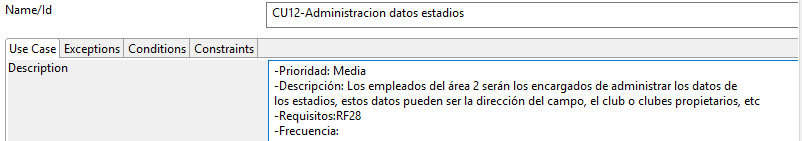 Name/Id
CU12-Administracion datos estadios
Use Case Exceptions Conditions Constraints
Description
-Prioridad: Media
-Descripción: Los empleados del área 2 serán los encargados de administrar los datos de
los estadios, estos datos pueden ser la dirección del campo, el club o clubes propietarios, etc
-Requisitos:RF28
-Frecuencia: